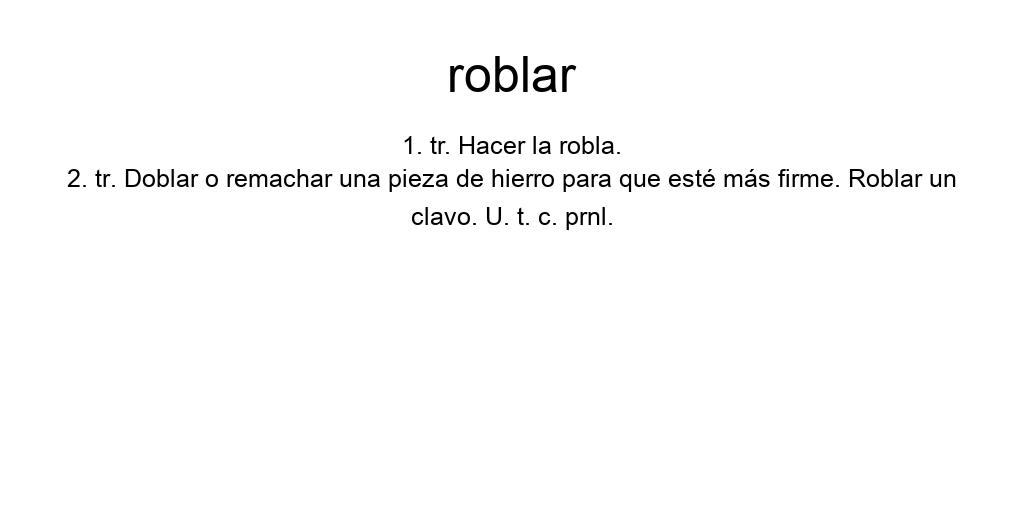 roblar
1. tr. Hacer la robla.
2. tr. Doblar o remachar una pieza de hierro para que esté más firme. Roblar un
clavo. U. t. c. prnl.